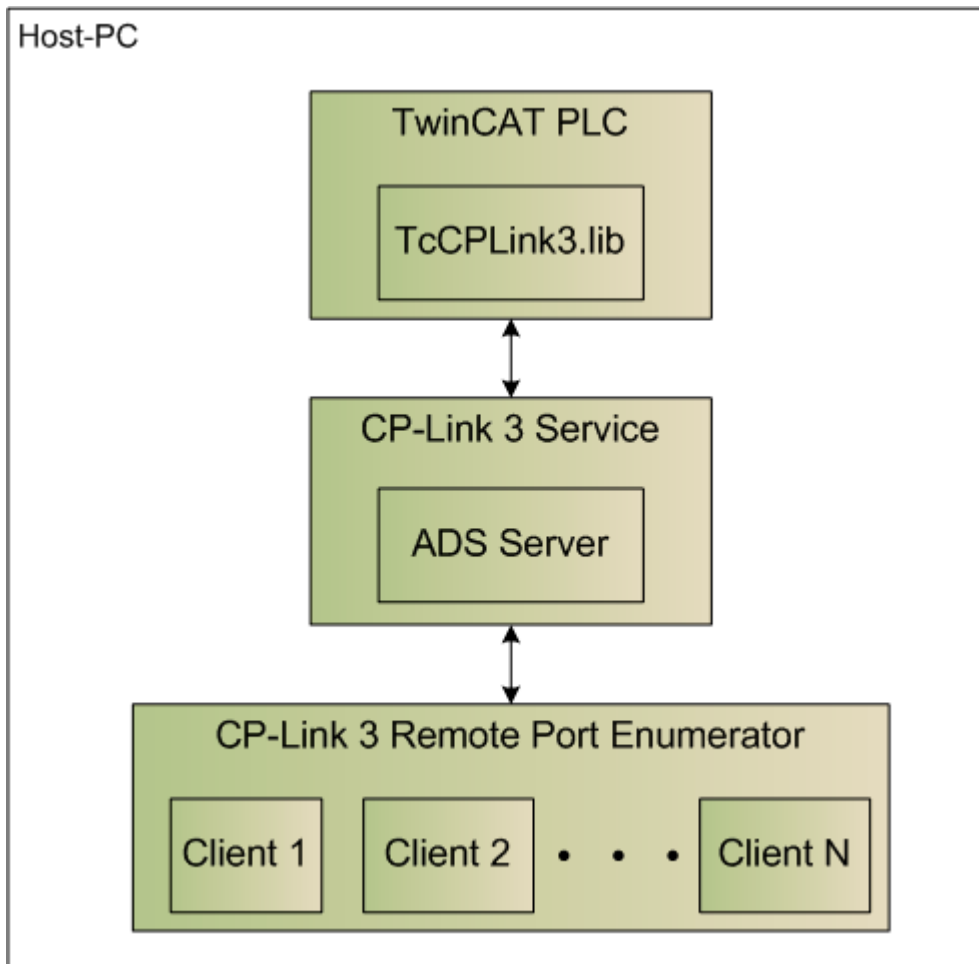 Host-PC
TwinCAT PLC
TcCPLink3.lib
CP-Link 3 Service
ADS Server
CP-Link 3 Remote Port Enumerator
Client 1
Client 2
• • •
Client N